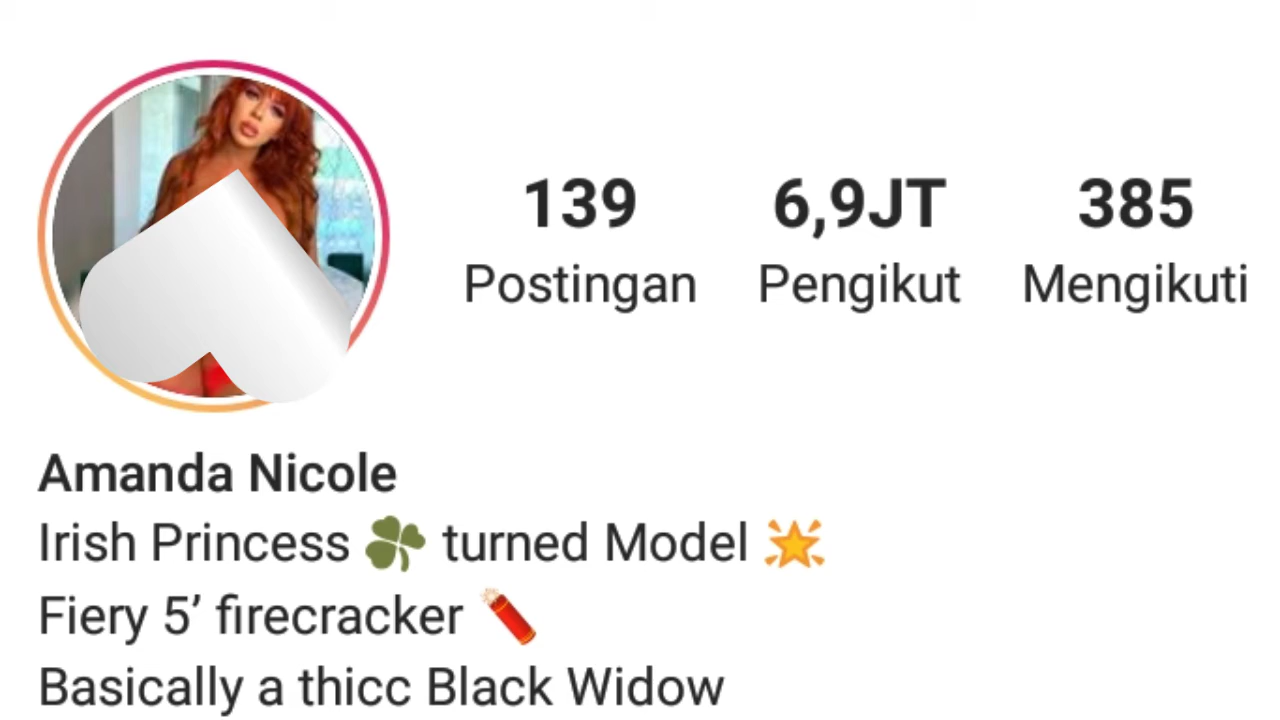 139 6,9JT 385
Postingan Pengikut Mengikuti
Amanda Nicole
Irish Princess ☘️ turned Model 🌟
Fiery 5’ firecracker 🧨
Basically a thicc Black Widow